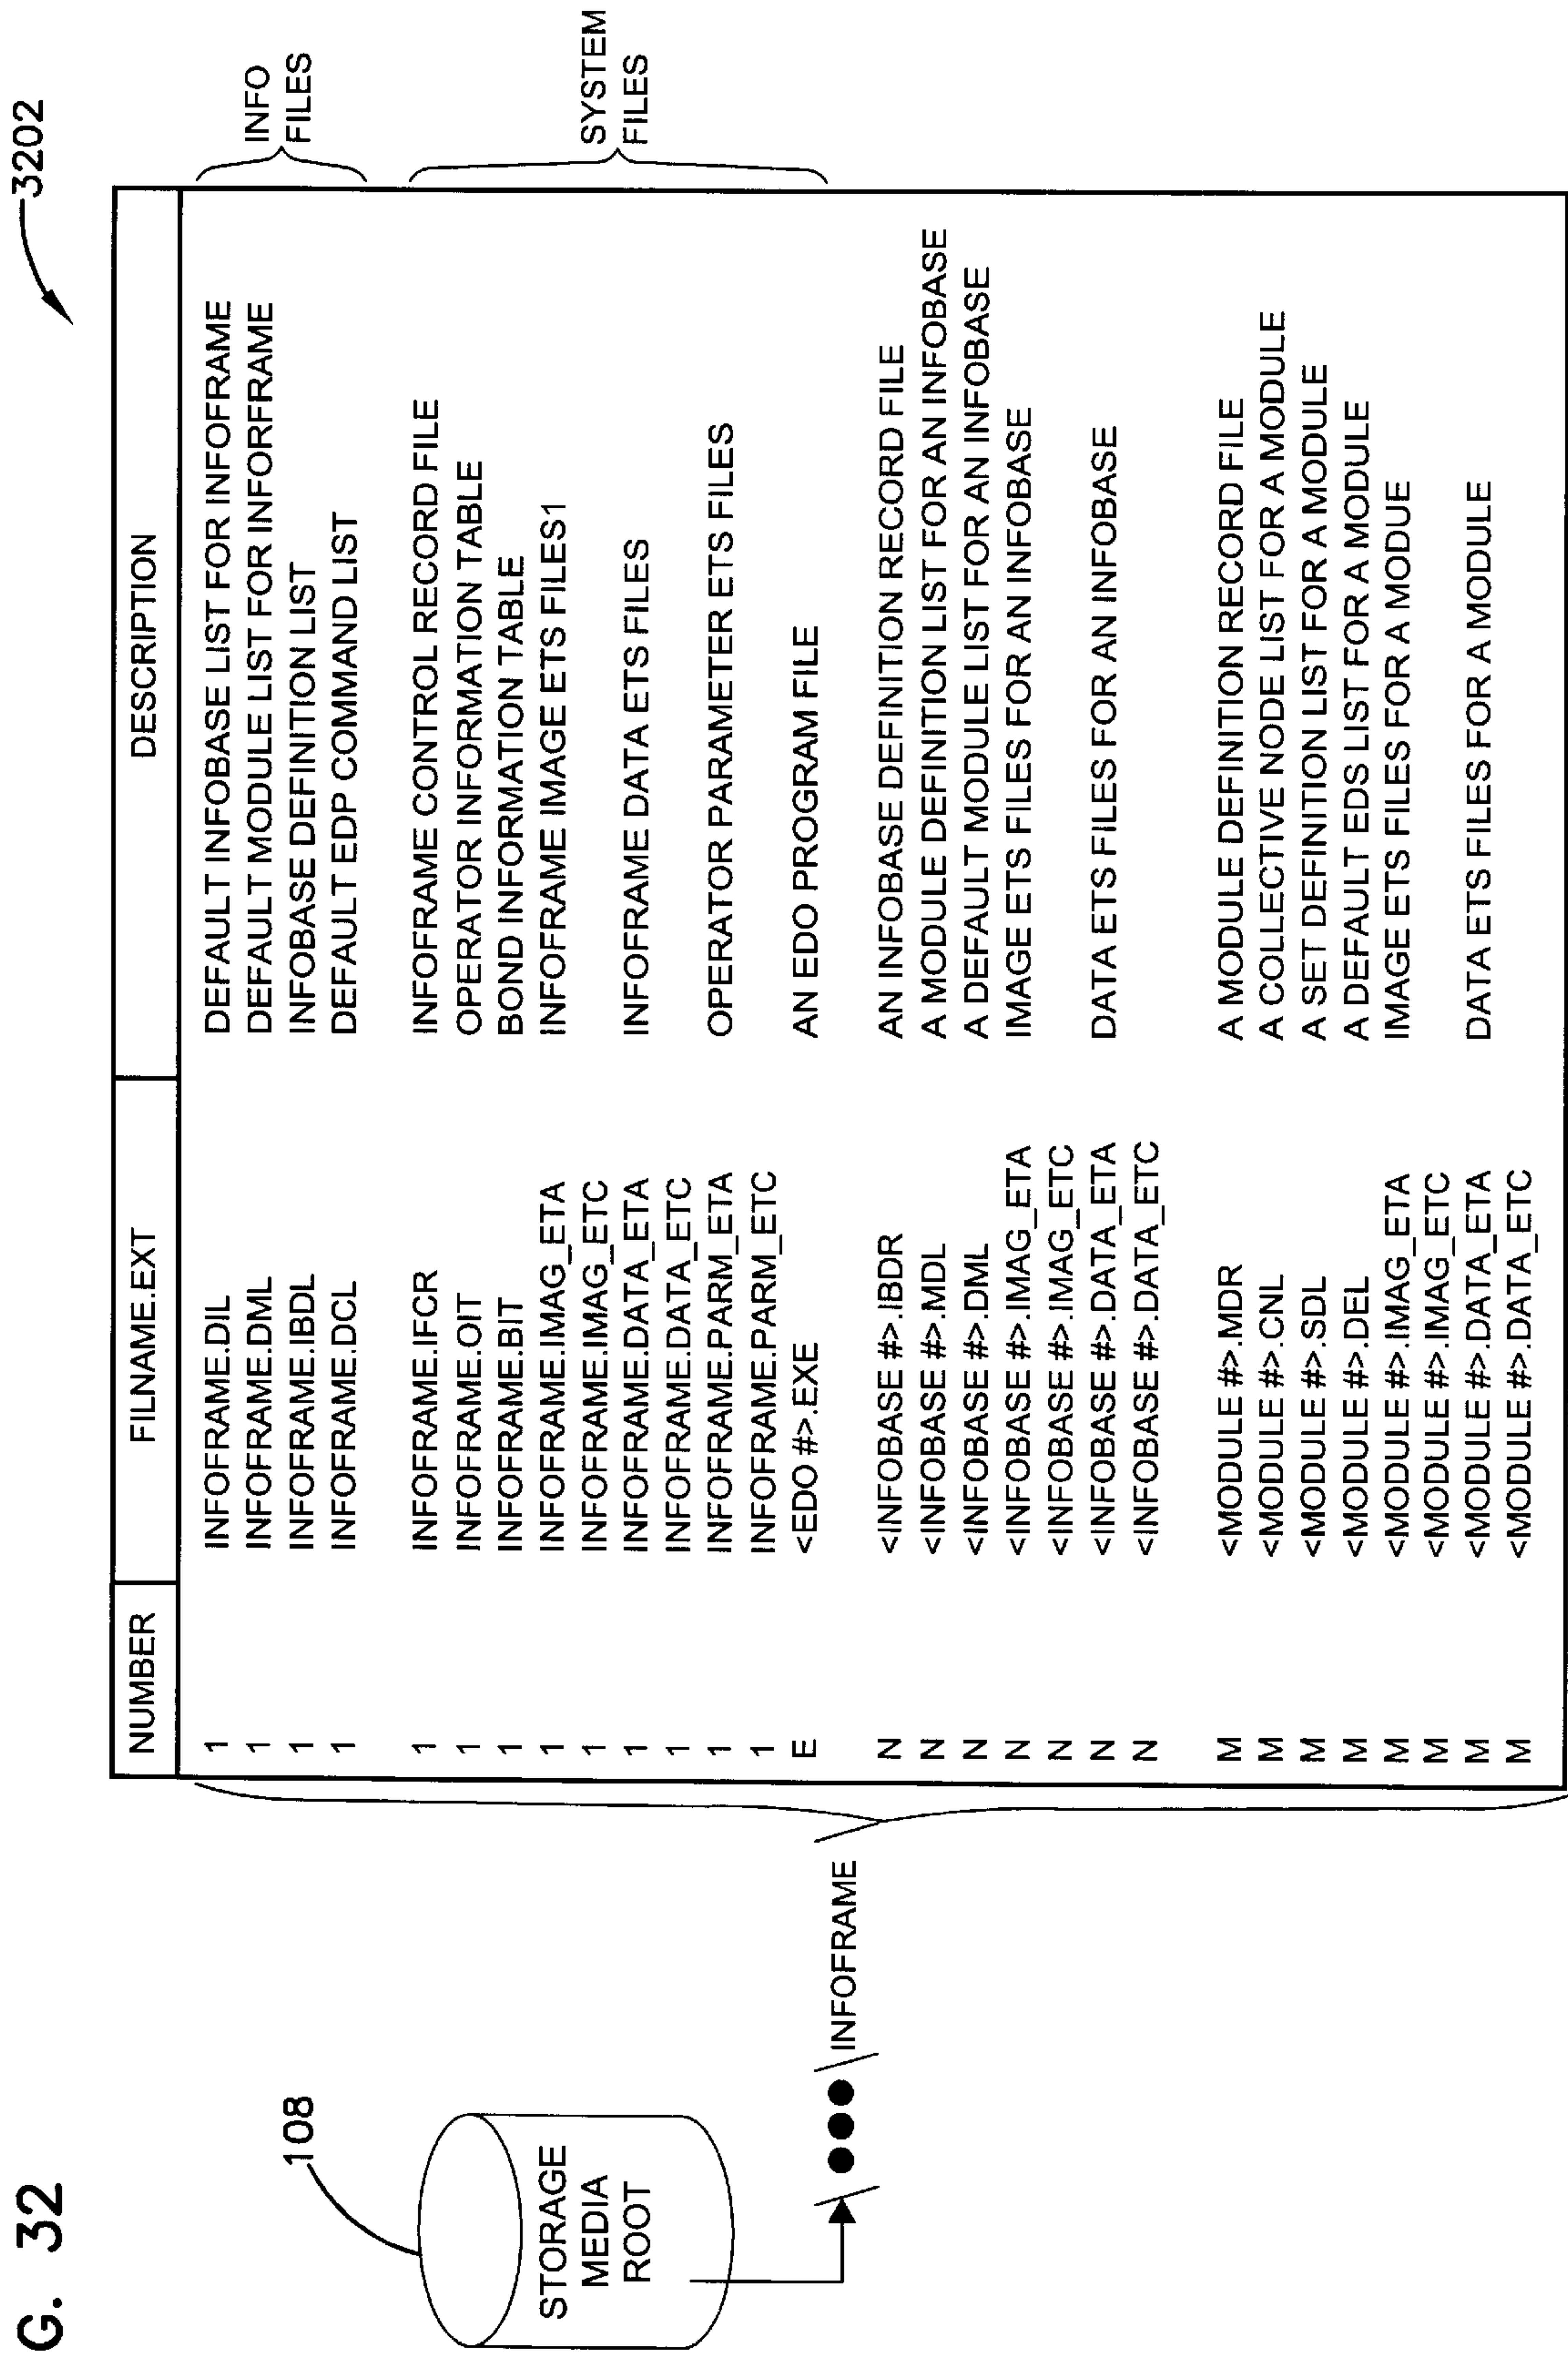 G. 32
3202
108
STORAGE
MEDIA
ROOT
INFOFRAME
NUMBER FILNAME.EXT DESCRIPTION
1 INFOFRAME.DIL DEFAULT INFOBASE LIST FOR INFOFRAME
1 INFOFRAME.DML DEFAULT MODULE LIST FOR INFORFRAME
1 INFOFRAME.IBDL INFOBASE DEFINITION LIST
1 INFOFRAME.DCL DEFAULT EDP COMMAND LIST
INFO
FILES
1 INFOFRAME.IFCR INFOFRAME CONTROL RECORD FILE
1 INFOFRAME.OIT OPERATOR INFORMATION TABLE
1 INFOFRAME.BIT BOND INFORMATION TABLE
1 INFOFRAME.IMAG_ETA INFOFRAME IMAGE ETS FILES1
1 INFOFRAME.IMAG_ETC
1 INFOFRAME.DATA_ETA INFOFRAME DATA ETS FILES
1 INFOFRAME.DATA_ETC
1 INFOFRAME.PARM_ETA OPERATOR PARAMETER ETS FILES
1 INFOFRAME.PARM_ETC
E <EDO #>.EXE AN EDO PROGRAM FILE
SYSTEM
FILES
N <INFOBASE #>.IBDR AN INFOBASE DEFINITION RECORD FILE
N <INFOBASE #>.MDL A MODULE DEFINITION LIST FOR AN INFOBASE
N <INFOBASE #>.DML A DEFAULT MODULE LIST FOR AN INFOBASE
N <INFOBASE #>.IMAG_ETA IMAGE ETS FILES FOR AN INFOBASE
N <INFOBASE #>.IMAG_ETC
N <INFOBASE #>.DATA_ETA DATA ETS FILES FOR AN INFOBASE
N <INFOBASE #>.DATA_ETC
M <MODULE #>.MDR A MODULE DEFINITION RECORD FILE
M <MODULE #>.CNL A COLLECTIVE NODE LIST FOR A MODULE
M <MODULE #>.SDL A SET DEFINITION LIST FOR A MODULE
M <MODULE #>.DEL A DEFAULT EDS LIST FOR A MODULE
M <MODULE #>.IMAG_ETA IMAGE ETS FILES FOR A MODUE
M <MODULE #>.IMAG_ETC
M <MODULE #>.DATA_ETA DATA ETS FILES FOR A MODULE
M <MODULE #>.DATA_ETC